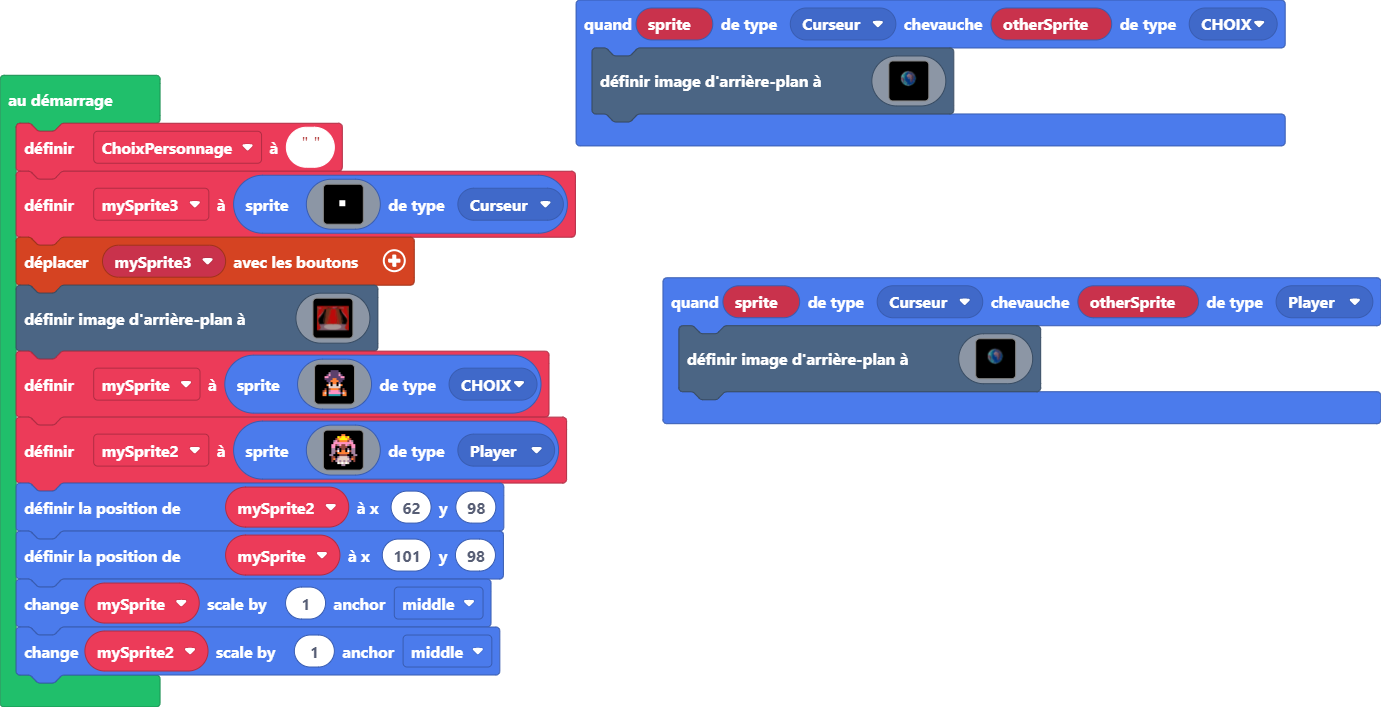 au démarrage
définir ChoixPersonnage à " "
définir mySprite3 à sprite de type Curseur
déplacer mySprite3 avec les boutons
définir image d'arrière-plan à
définir mySprite à sprite de type CHOIX
définir mySprite2 à sprite de type Player
définir la position de mySprite2 à x 62 y 98
définir la position de mySprite à x 101 y 98
change mySprite scale by 1 anchor middle
change mySprite2 scale by 1 anchor middle
quand sprite de type Curseur chevauche otherSprite de type CHOIX
définir image d'arrière-plan à
quand sprite de type Curseur chevauche otherSprite de type Player
définir image d'arrière-plan à